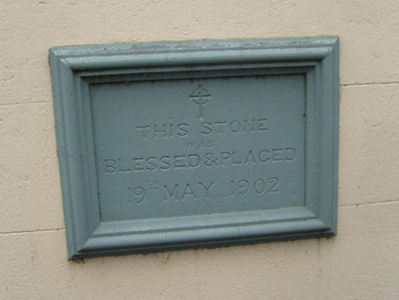 THIS STONE
WAS
BLESSED & PLACED
19TH MAY. 1902